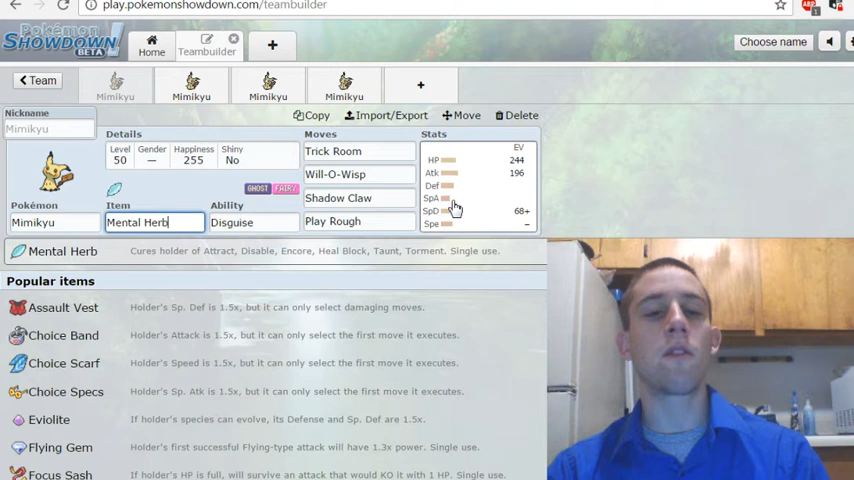 play.pokemonshowdown.com/teambuilder
ABP
1
Pokémon
SHOWDOWN!
BETA
Home
Teambuilder
+
Choose name
Team
Mimikyu
Mimikyu
Mimikyu
Mimikyu
+
Nickname
Mimikyu
Copy
Import/Export
Move
Delete
Details
Level Gender Happiness Shiny
50 — 255 No
GHOST FAIRY
Pokémon
Mimikyu
Item
Mental Herb
Ability
Disguise
Moves
Trick Room
Will-O-Wisp
Shadow Claw
Play Rough
Stats
EV
HP 244
Atk 196
Def
SpA
SpD 68+
Spe –
Mental Herb Cures holder of Attract, Disable, Encore, Heal Block, Taunt, Torment. Single use.
Popular items
Assault Vest Holder's Sp. Def is 1.5x, but it can only select damaging moves.
Choice Band Holder's Attack is 1.5x, but it can only select the first move it executes.
Choice Scarf Holder's Speed is 1.5x, but it can only select the first move it executes.
Choice Specs Holder's Sp. Atk is 1.5x, but it can only select the first move it executes.
Eviolite If holder's species can evolve, its Defense and Sp. Def are 1.5x.
Flying Gem Holder's first successful Flying-type attack will have 1.3x power. Single use.
Focus Sash If holder's HP is full, will survive an attack that would KO it with 1 HP. Single use.